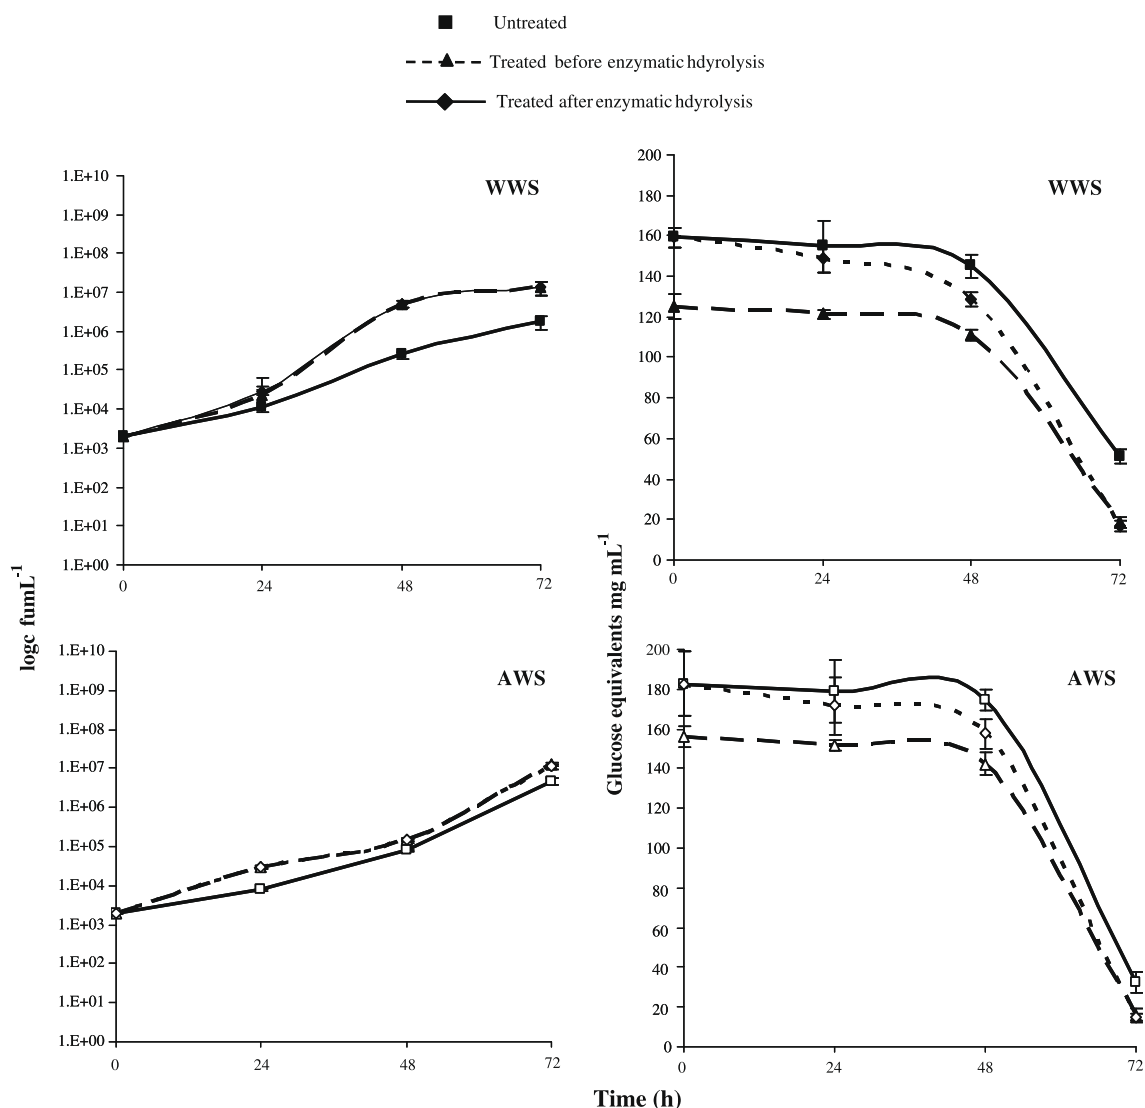 Untreated
Treated before enzymatic hdyrolysis
Treated after enzymatic hdyrolysis
WWS
1.E+10
1.E+09
1.E+08
1.E+07
1.E+06
1.E+05
1.E+04
1.E+03
1.E+02
1.E+01
1.E+00
0
24
48
72
WWS
200
180
160
140
120
100
80
60
40
20
0
0
24
48
72
logc fumL-1
Glucose equivalents mg mL-1
AWS
1.E+10
1.E+09
1.E+08
1.E+07
1.E+06
1.E+05
1.E+04
1.E+03
1.E+02
1.E+01
1.E+00
0
24
48
72
AWS
200
180
160
140
120
100
80
60
40
20
0
0
24
48
72
Time (h)